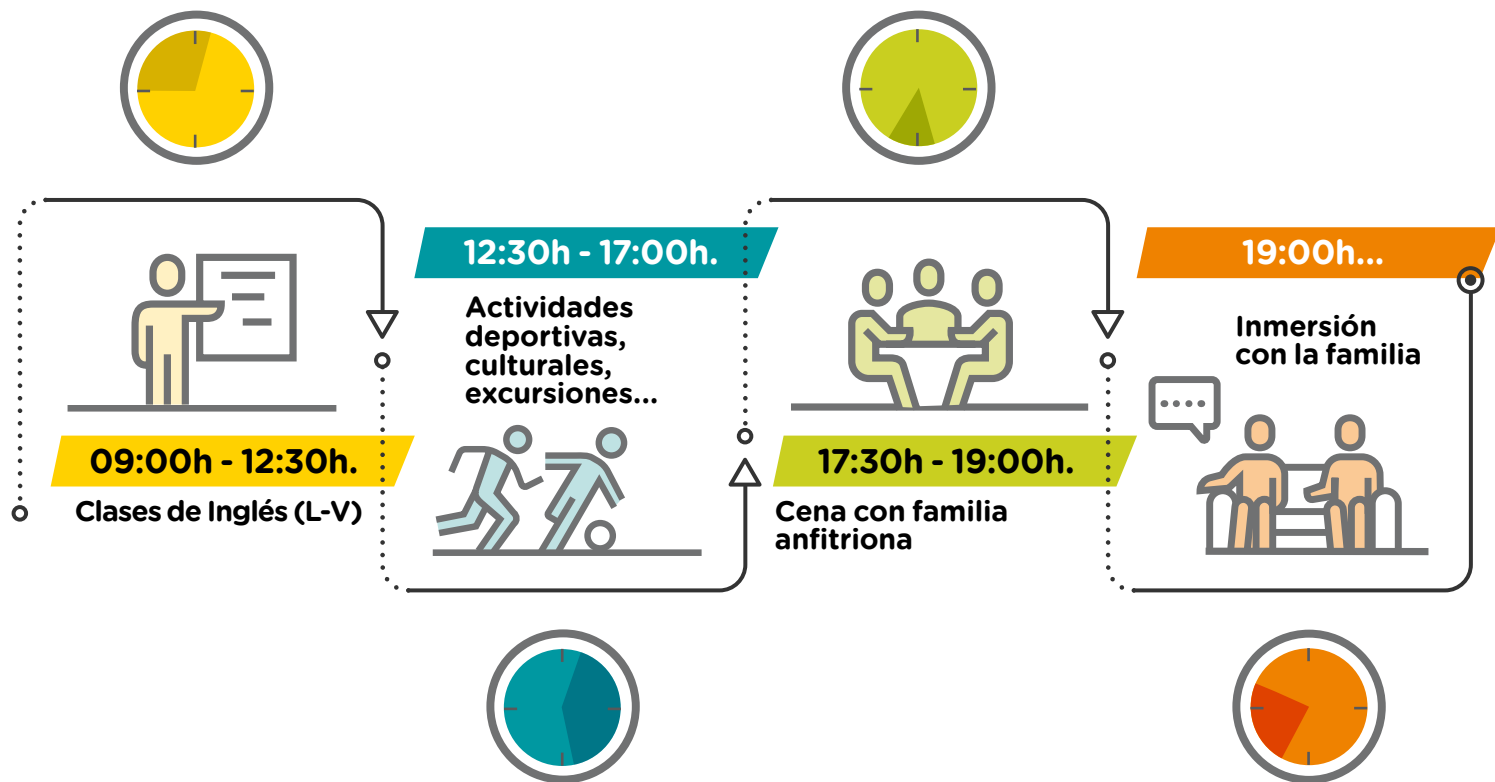 09:00h - 12:30h.
Clases de Inglés (L-V)
12:30h - 17:00h.
Actividades
deportivas,
culturales,
excursiones...
17:30h - 19:00h.
Cena con familia
anfitriona
19:00h...
Inmersión
con la familia